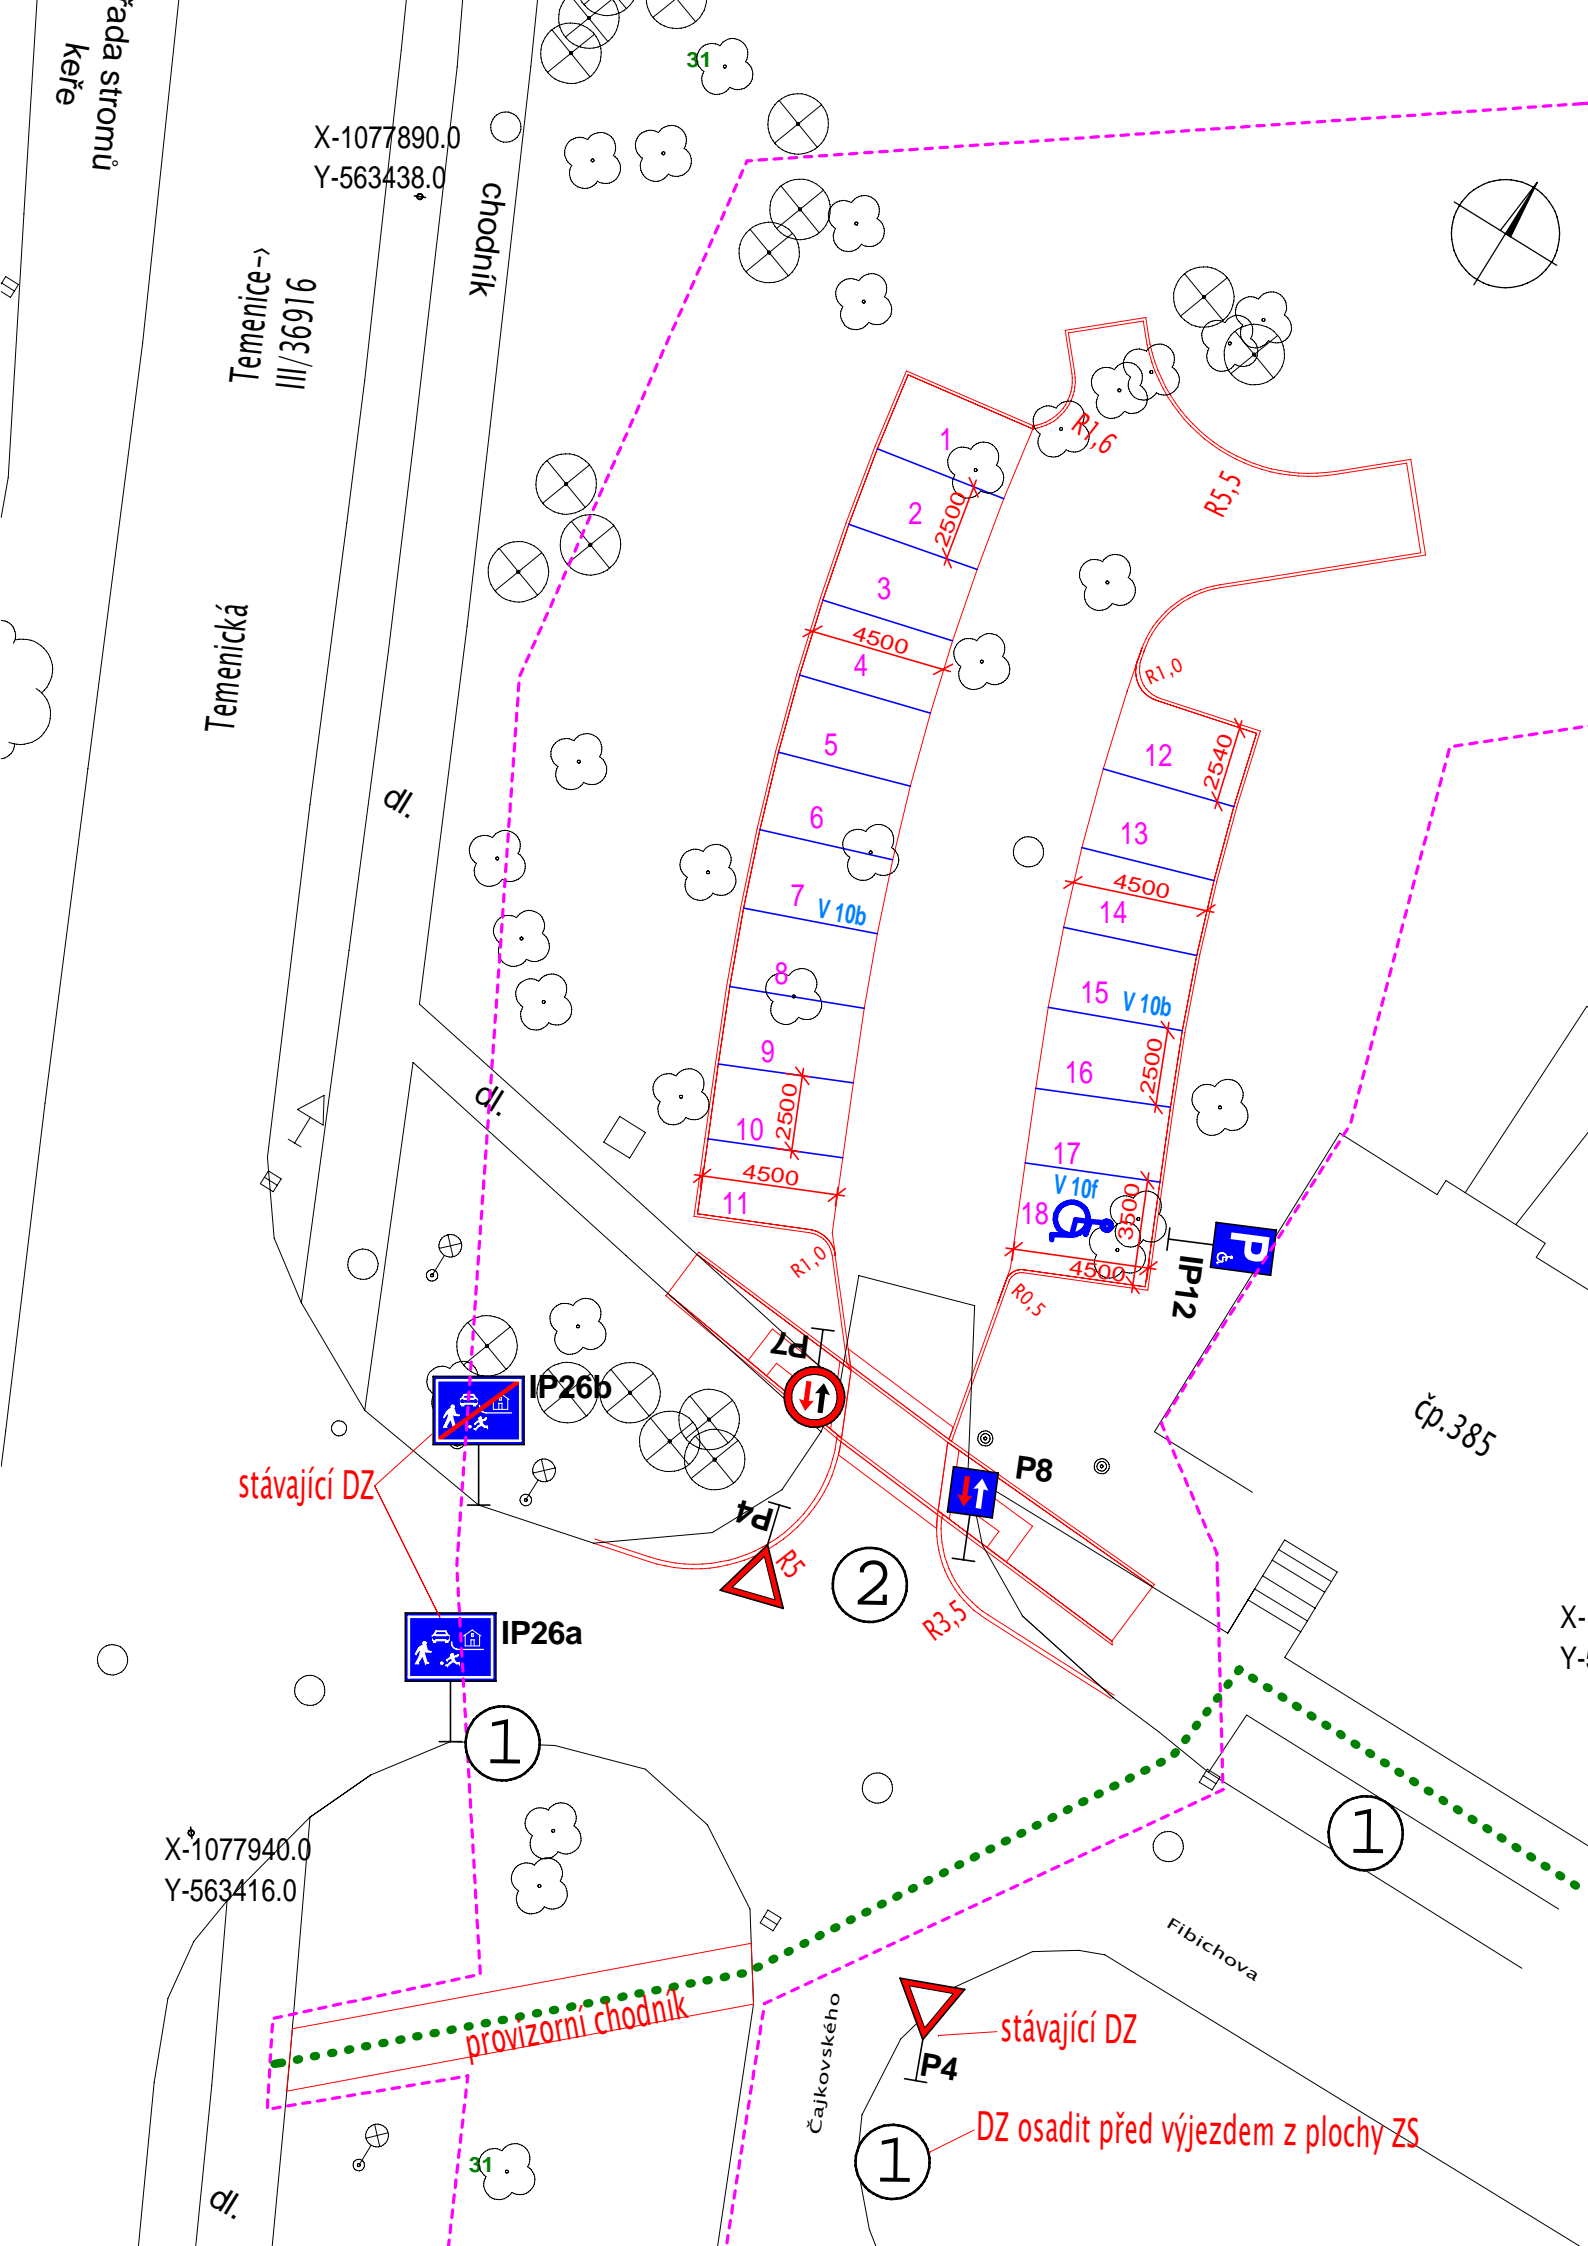 řada stromů
keře
31
X-1077890.0
Y-563438.0
chodník
Temenice->
III/36916
Temenická
dl.
R1,6
R5,5
1
2
2500
3
4500
4
5
6
7
V 10b
8
9
2500
10
4500
11
R1,0
R1,0
12
2540
13
4500
14
15
V 10b
16
2500
17
V 10f
18
3500
4500
R0,5
P
IP12
dl.
P7
P8
IP26b
stávající DZ
P4
R5
2
R3,5
čp.385
IP26a
1
X-
Y-5
1
X-1077940.0
Y-563416.0
Fibichova
provizorní chodník
Čajkovského
stávající DZ
P4
DZ osadit před výjezdem z plochy ZS
1
31
dl.